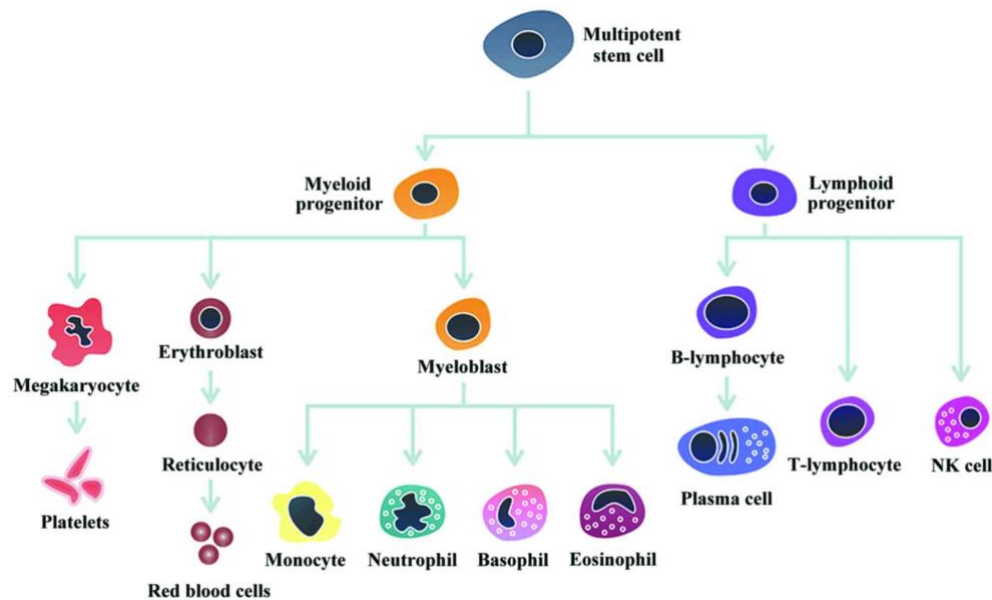 Multipotent
stem cell
Myeloid
progenitor
Lymphoid
progenitor
Megakaryocyte
Erythroblast
Myeloblast
B-lymphocyte
Platelets
Reticulocyte
Plasma cell
T-lymphocyte
NK cell
Red blood cells
Monocyte
Neutrophil
Basophil
Eosinophil